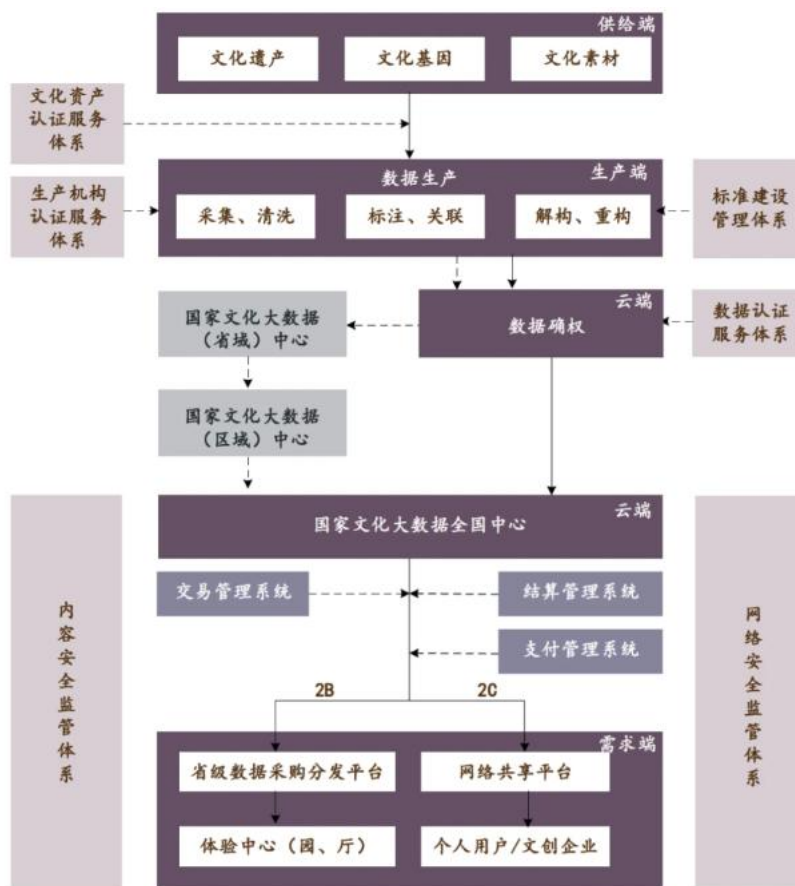 供给端
文化遗产
文化基因
文化素材
文化资产
认证服务
体系
生产端
数据生产
采集、清洗
标注、关联
解构、重构
生产机构
认证服务
体系
标准建设
管理体系
云端
数据确权
国家文化大数据
（省域）中心
数据认证
服务体系
国家文化大数据
（区域）中心
云端
国家文化大数据全国中心
交易管理系统
结算管理系统
支付管理系统
内容安全监管体系
网络安全监管体系
2B
2C
需求端
省级数据采购分发平台
网络共享平台
体验中心（园、厅）
个人用户/文创企业